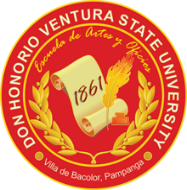 DON HONORIO VENTURA STATE UNIVERSITY
Escuela de Artes y Oficios
1861
Villa de Bacolor, Pampanga